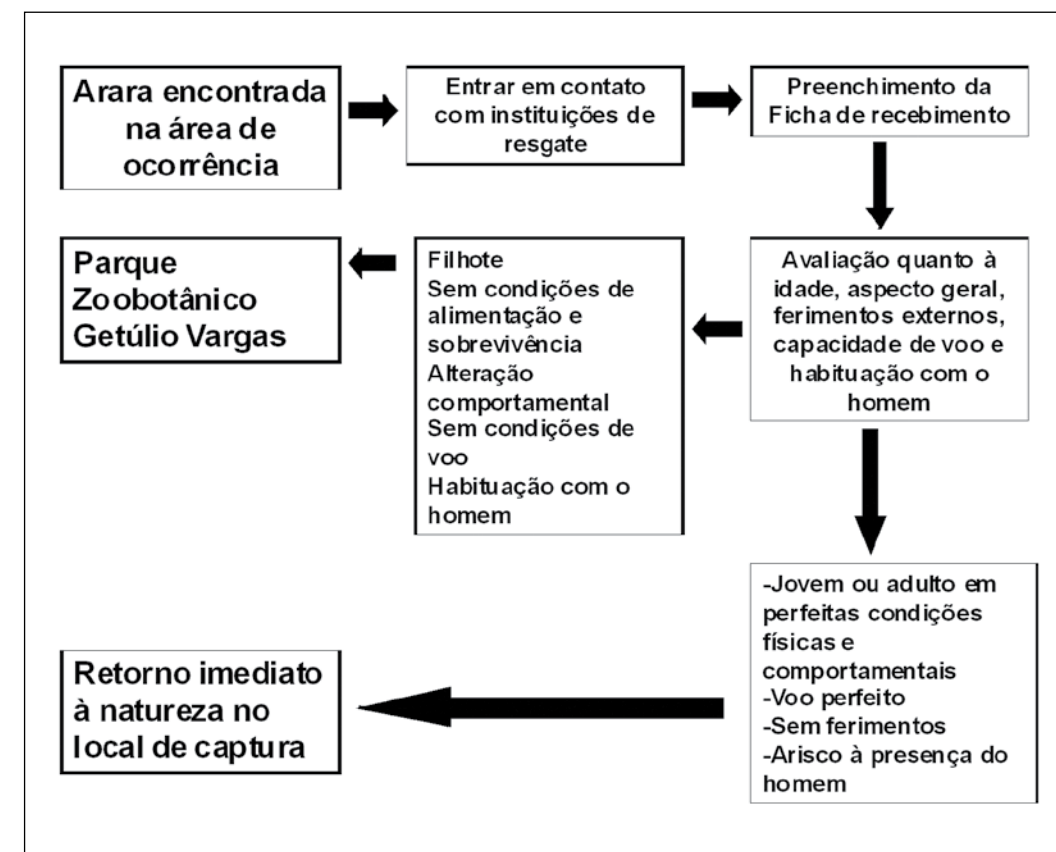 Arara encontrada
na área de
ocorrência
Entrar em contato
com instituições de
resgate
Preenchimento da
Ficha de recebimento
Avaliação quanto à
idade, aspecto geral,
ferimentos externos,
capacidade de voo e
habituação com o
homem
Filhote
Sem condições de
alimentação e
sobrevivência
Alteração
comportamental
Sem condições de
voo
Habituação com o
homem
Parque
Zoobotânico
Getúlio Vargas
-Jovem ou adulto em
perfeitas condições
físicas e
comportamentais
-Voo perfeito
-Sem ferimentos
-Arisco à presença do
homem
Retorno imediato
à natureza no
local de captura